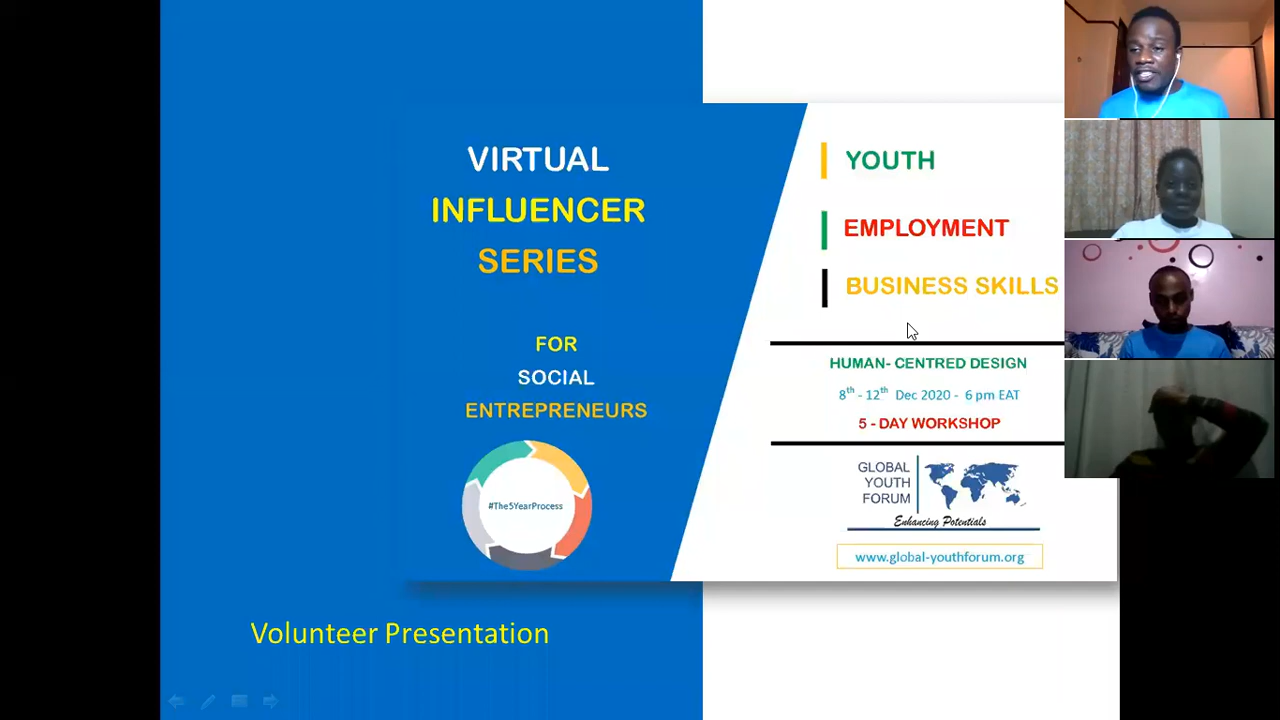 VIRTUAL
INFLUENCER
SERIES
FOR
SOCIAL
ENTREPRENEURS
#The5YearProcess
Volunteer Presentation
YOUTH
EMPLOYMENT
BUSINESS SKILLS
HUMAN- CENTRED DESIGN
8th - 12th Dec 2020 - 6 pm EAT
5 - DAY WORKSHOP
GLOBAL
YOUTH
FORUM
Enhancing Potentials
www.global-youthforum.org